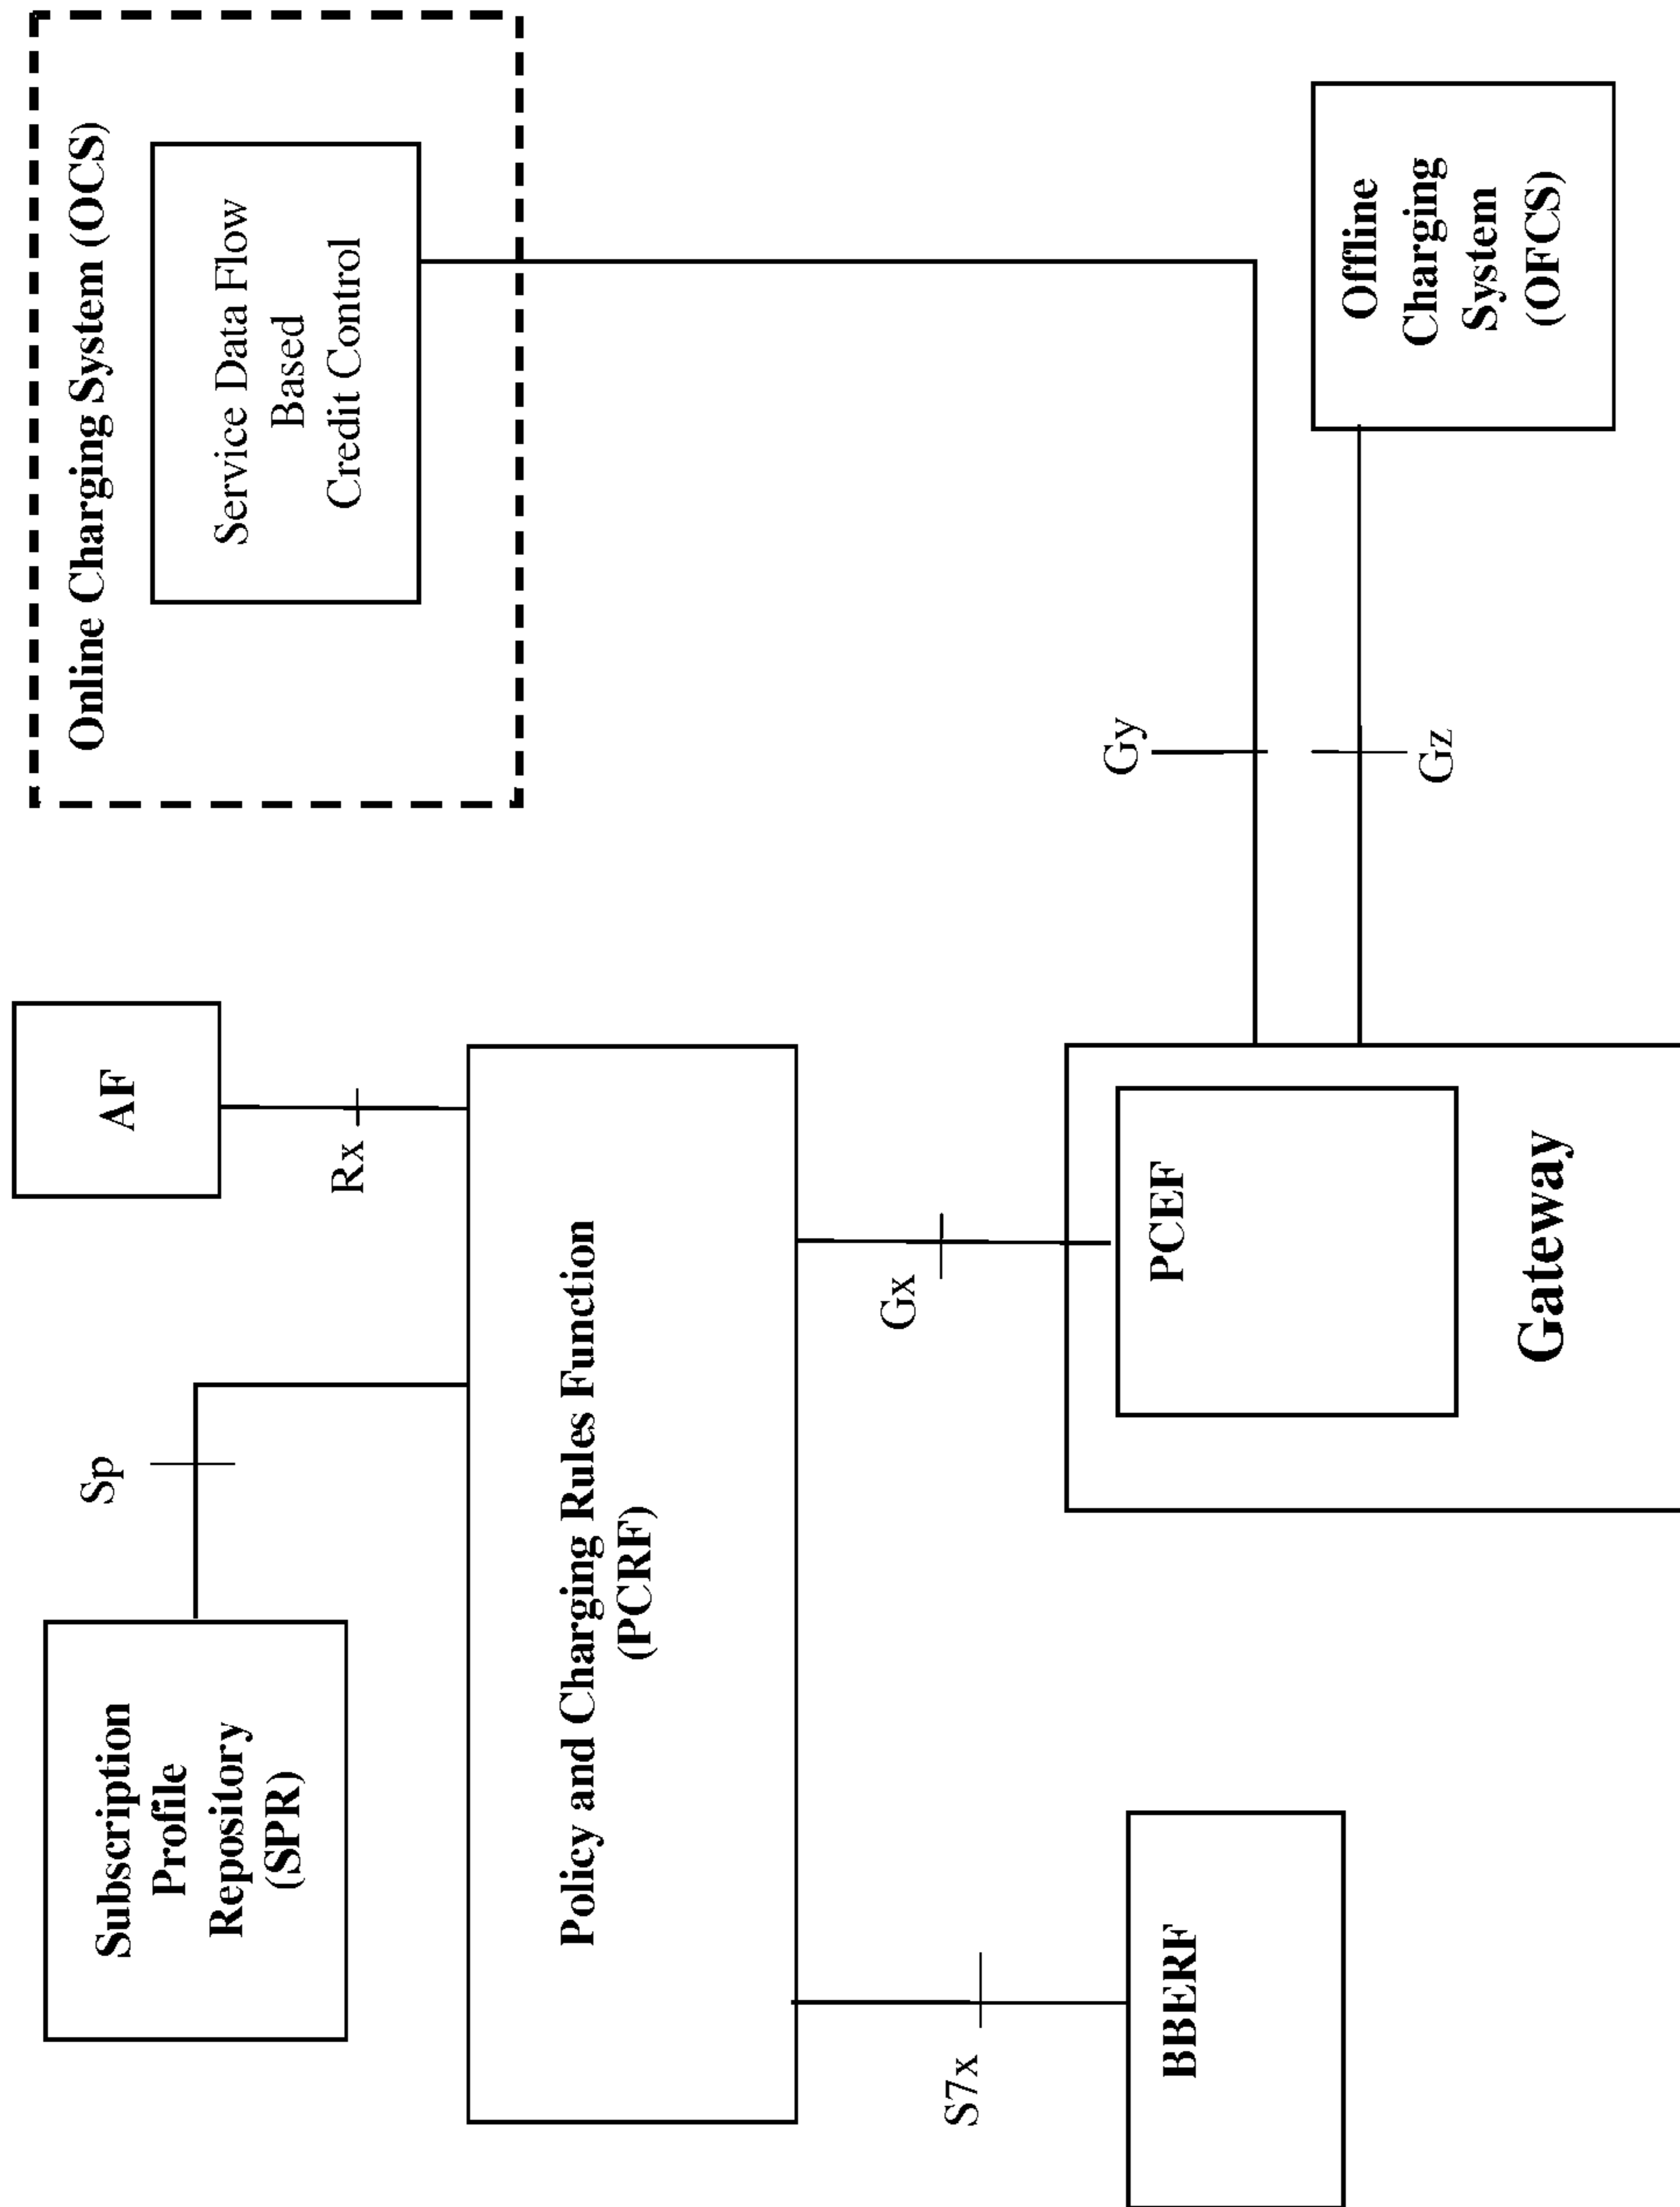 Subscription
Profile
Repository
(SPR)
Sp
AF
Rx
Online Charging System (OCS)
Service Data Flow
Based
Credit Control
Policy and Charging Rules Function
(PCRF)
S7x
Gx
Gy
Gz
BBERF
PCEF
Gateway
Offline
Charging
System
(OFCS)